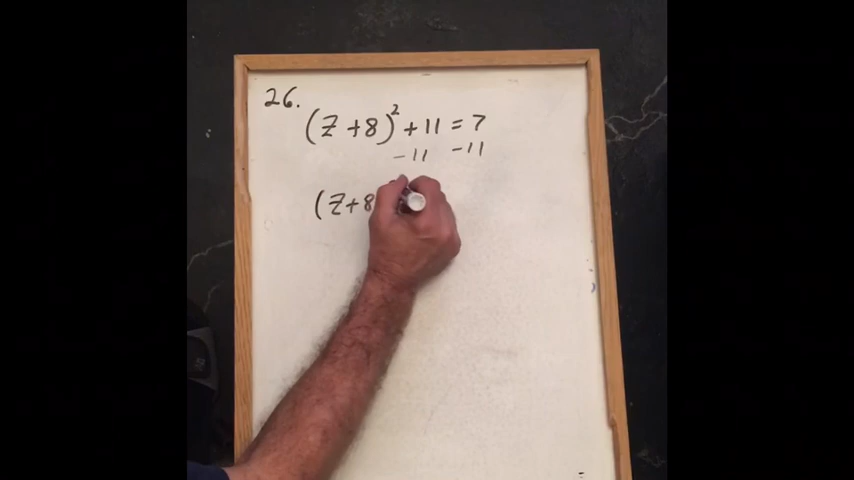 26.
(z + 8)² + 11 = 7
-11 -11
(z + 8